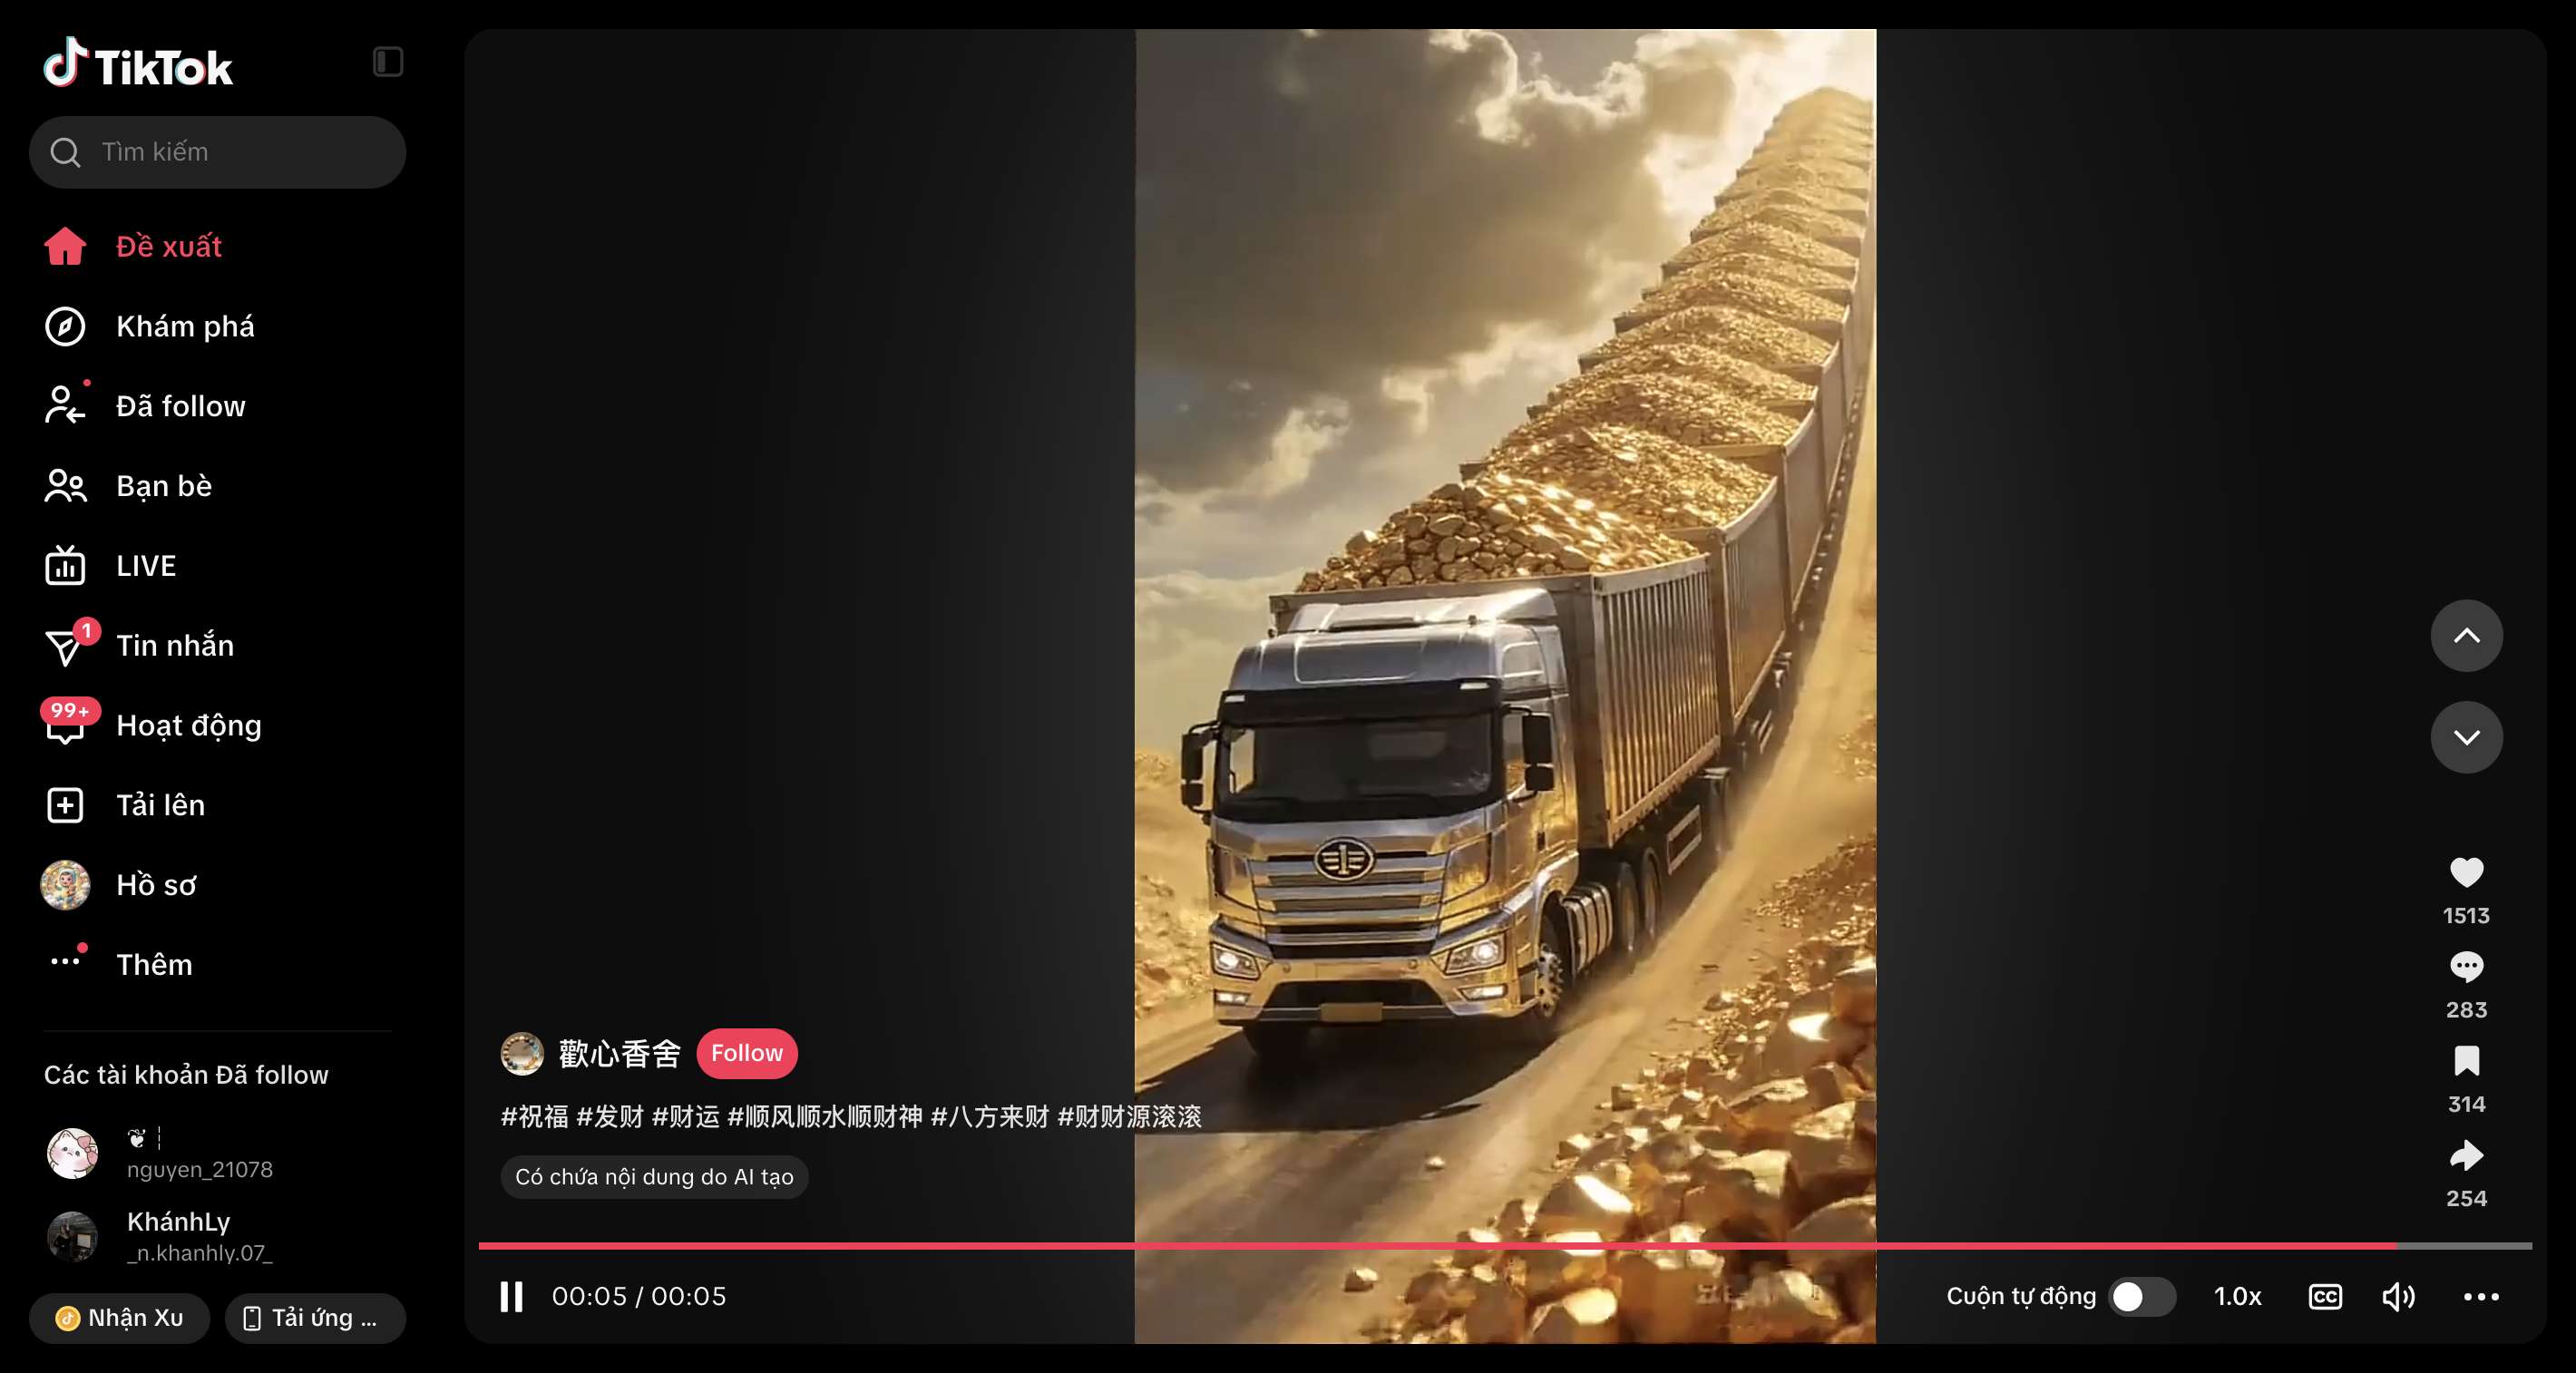 TikTok
Tìm kiếm
Đề xuất
Khám phá
Đã follow
Bạn bè
LIVE
1
Tin nhắn
99+
Hoạt động
Tải lên
Hồ sơ
Thêm
Các tài khoản Đã follow
nguyen_21078
KhánhLy
_n.khanhly.07_
Nhận Xu
Tải ứng ...
歡心香舍
Follow
#祝福 #发财 #财运 #顺风顺水顺财神 #八方来财 #财财源滚滚
Có chứa nội dung do AI tạo
00:05 / 00:05
1513
283
314
254
Cuộn tự động
1.0x
CC